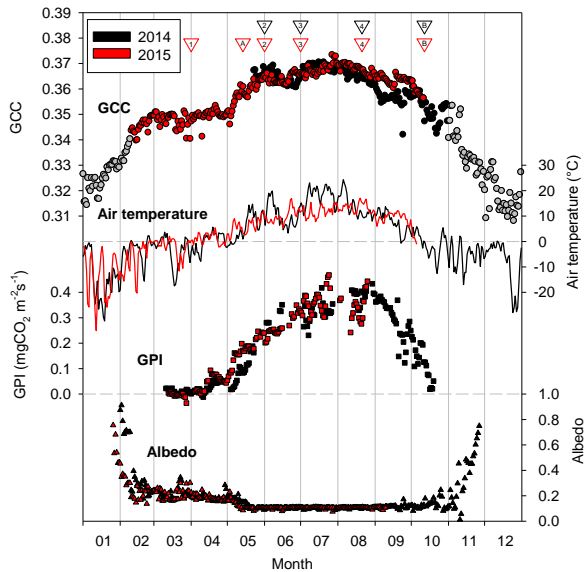 0.39
2014
2015
2 3 4 B
1 A 2 3 4 B
0.38
0.37
0.36
0.35
0.34
0.33
0.32
0.31
GCC
GCC
30
20
10
0
-10
-20
Air temperature (°C)
Air temperature
0.4
0.3
0.2
0.1
0.0
GPI (mgCO₂ m⁻²s⁻¹)
GPI
1.0
0.8
0.6
0.4
0.2
0.0
Albedo
Albedo
01 02 03 04 05 06 07 08 09 10 11 12
Month